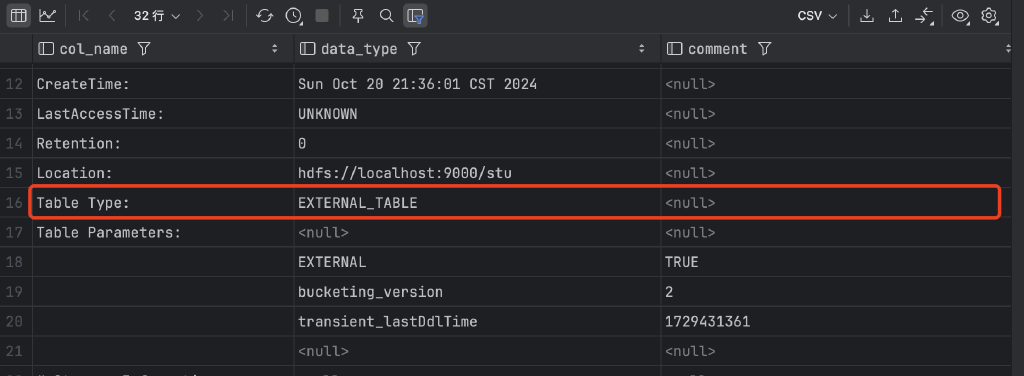 32 行 CSV
col_name data_type comment
12 CreateTime: Sun Oct 20 21:36:01 CST 2024 <null>
13 LastAccessTime: UNKNOWN <null>
14 Retention: 0 <null>
15 Location: hdfs://localhost:9000/stu <null>
16 Table Type: EXTERNAL_TABLE <null>
17 Table Parameters: <null> <null>
18 EXTERNAL TRUE
19 bucketing_version 2
20 transient_lastDdlTime 1729431361
21 <null> <null>